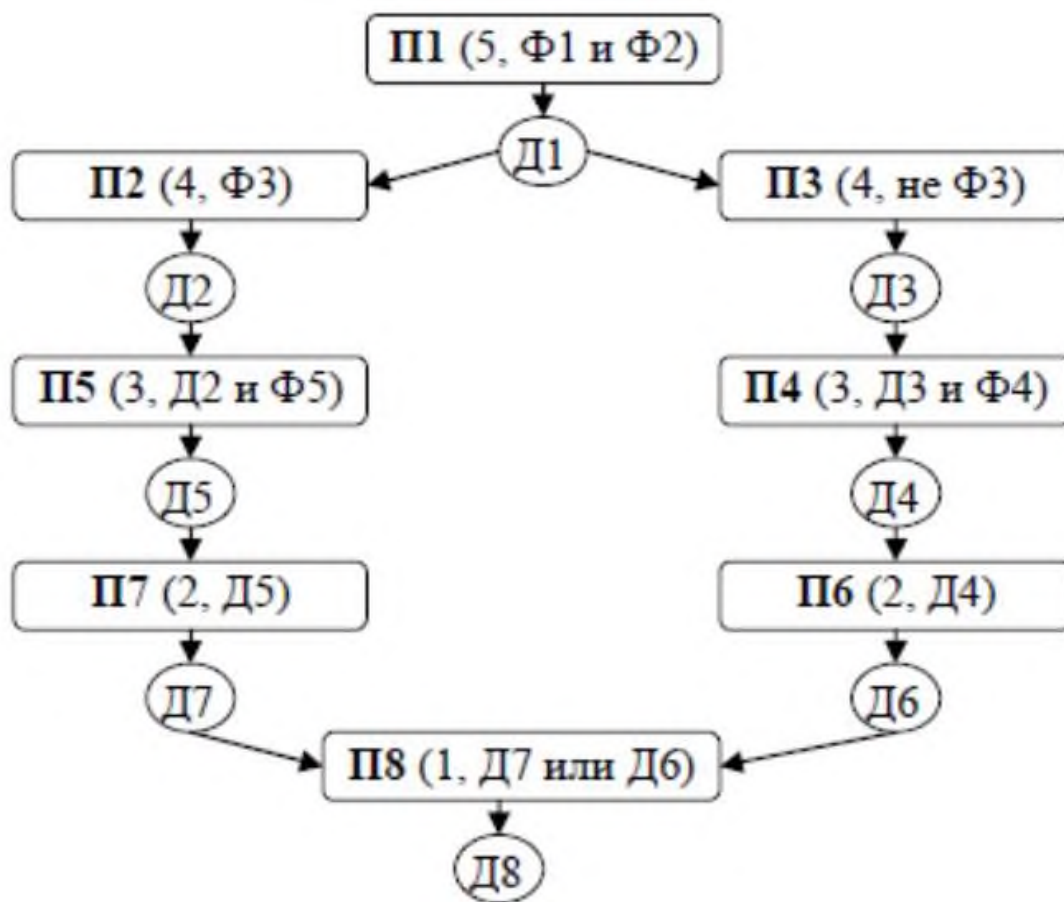 П1 (5, Ф1 и Ф2)
Д1
П2 (4, Ф3)
П3 (4, не Ф3)
Д2
Д3
П5 (3, Д2 и Ф5)
П4 (3, Д3 и Ф4)
Д5
Д4
П7 (2, Д5)
П6 (2, Д4)
Д7
Д6
П8 (1, Д7 или Д6)
Д8